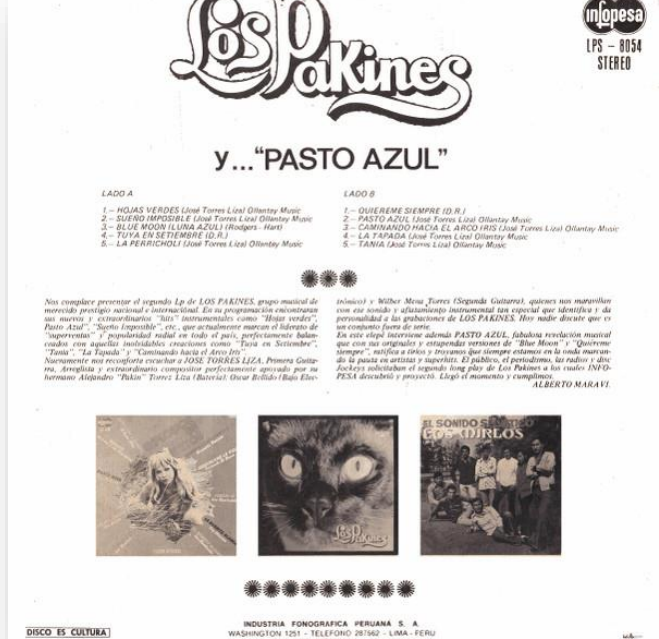 Los Pakines
infopesa
LPS - 8054
STEREO
y... "PASTO AZUL"
LADO A
1.- HOJAS VERDES (José Torres Liza) Ollantay Music
2.- SUEÑO IMPOSIBLE (José Torres Liza) Ollantay Music
3.- BLUE MOON (LUNA AZUL) (Rodgers - Hart)
4.- TUYA EN SETIEMBRE (D.R.)
5.- LA PERRICHOLI (José Torres Liza) Ollantay Music
LADO B
1.- QUIEREME SIEMPRE (D.R.)
2.- PASTO AZUL (José Torres Liza) Ollantay Music
3.- CAMINANDO HACIA EL ARCO IRIS (José Torres Liza) Ollantay Music
4.- LA TAPADA (José Torres Liza) Ollantay Music
5.- TANIA (José Torres Liza) Ollantay Music
Nos complace presentar el segundo Lp de LOS PAKINES, grupo musical de
merecido prestigio nacional e internacional. En su programación encontraran
sus nuevos y extraordinarios "hits" instrumentales como "Hojas verdes",
Pasto Azul", "Sueño Imposible", etc., que actualmente marcan el liderato de
"superventas" y popularidad radial en todo el país, perfectamente balan-
ceados con aquellas inolvidables creaciones como "Tuya en Setiembre",
"Tania", "La Tapada" y "Caminando hacia el Arco Iris".
Nuevamente nos reconforta escuchar a JOSE TORRES LIZA, Primera Guita-
rra, Arreglista y extraordinario compositor perfectamente apoyado por su
hermano Alejandro "Pakin" Torrez Liza (Batería); Oscar Bellido (Bajo Elec-
trónico) y Wilber Mena Torres (Segunda Guitarra), quienes nos maravillan
con ese sonido y afiatamiento instrumental tan especial que identifica y da
personalidad a las grabaciones de LOS PAKINES. Hoy nadie discute que es
un conjunto fuera de serie.
En este elepé interviene además PASTO AZUL, fabulosa revelación musical
que con sus originales y estupendas versiones de "Blue Moon" y "Quiéreme
siempre", ratifica a tirios y troyanos que siempre estamos en la onda marcan-
do la pauta en artistas y superhits. El público, el periodismo, las radios y disc
Jockeys solicitaban el segundo long play de Los Pakines a los cuales INFO-
PESA descubrió y proyectó. Llegó el momento y cumplimos.
ALBERTO MARAVI.
Los Pakines
EL SONIDO SELVATICO
LOS MIRLOS
INDUSTRIA FONOGRAFICA PERUANA S. A.
WASHINGTON 1251 - TELEFONO 287562 - LIMA - PERU
DISCO ES CULTURA